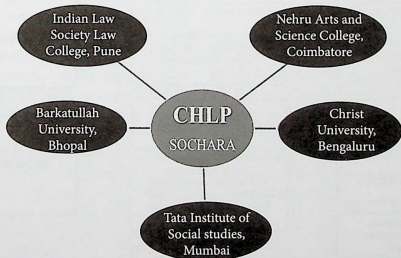 Indian Law
Society Law
College, Pune
Nehru Arts and
Science College,
Coimbatore
CHLP
SOCHARA
Barkatullah
University,
Bhopal
Christ
University,
Bengaluru
Tata Institute of
Social studies,
Mumbai